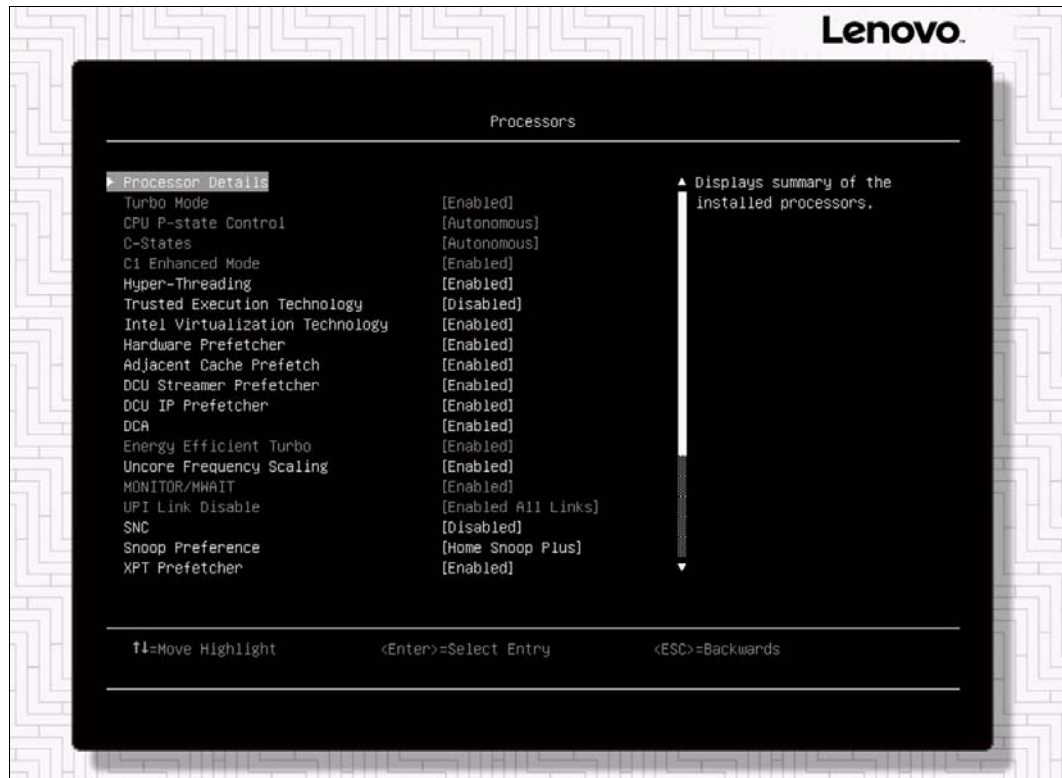 Lenovo™
Processors
▶ Processor Details
Turbo Mode [Enabled]
CPU P-state Control [Autonomous]
C-States [Autonomous]
C1 Enhanced Mode [Enabled]
Hyper-Threading [Enabled]
Trusted Execution Technology [Disabled]
Intel Virtualization Technology [Enabled]
Hardware Prefetcher [Enabled]
Adjacent Cache Prefetch [Enabled]
DCU Streamer Prefetcher [Enabled]
DCU IP Prefetcher [Enabled]
DCA [Enabled]
Energy Efficient Turbo [Enabled]
Uncore Frequency Scaling [Enabled]
MONITOR/MWAIT [Enabled]
UPI Link Disable [Enabled All Links]
SNC [Disabled]
Snoop Preference [Home Snoop Plus]
XPT Prefetcher [Enabled]
Displays summary of the
installed processors.
↑↓=Move Highlight <Enter>=Select Entry <ESC>=Backwards